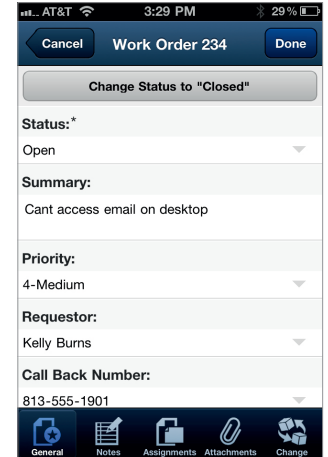 AT&T 3:29 PM 29%
Cancel Work Order 234 Done
Change Status to "Closed"
Status:*
Open
Summary:
Cant access email on desktop
Priority:
4-Medium
Requestor:
Kelly Burns
Call Back Number:
813-555-1901
General Notes Assignments Attachments Change